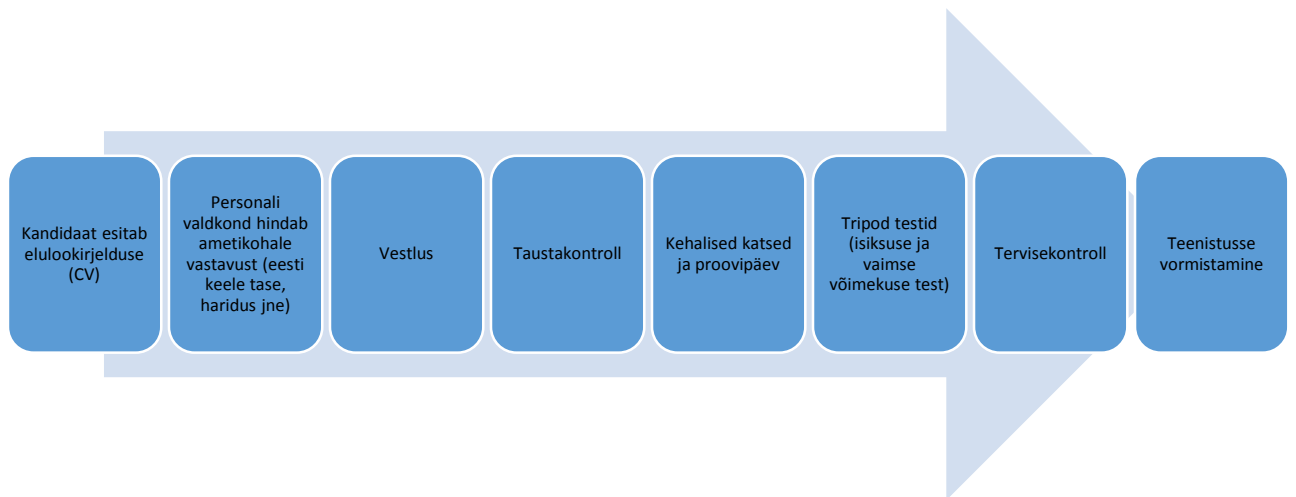 Kandidaat esitab
elulookirjelduse
(CV)
Personali
valdkond hindab
ametikohale
vastavust (eesti
keele tase,
haridus jne)
Vestlus
Taustakontroll
Kehalised katsed
ja proovipäev
Tripod testid
(isiksuse ja
vaimse
võimekuse test)
Tervisekontroll
Teenistusse
vormistamine